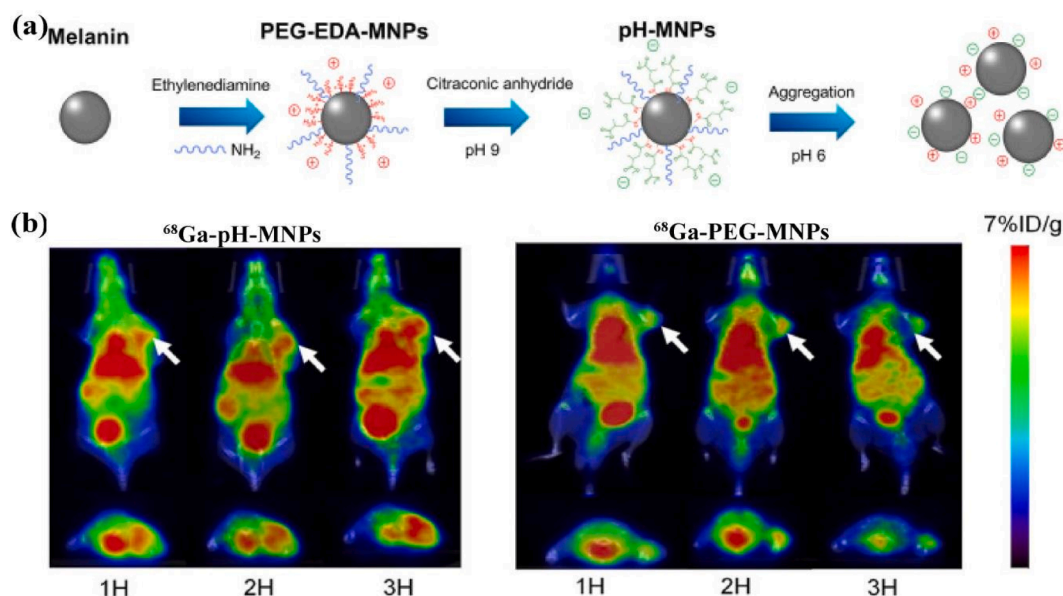 (a)
Melanin
PEG-EDA-MNPs
pH-MNPs
Ethylenediamine
NH₂
Citraconic anhydride
pH 9
Aggregation
pH 6
(b)
⁶⁸Ga-pH-MNPs
⁶⁸Ga-PEG-MNPs
7%ID/g
1H 2H 3H
1H 2H 3H